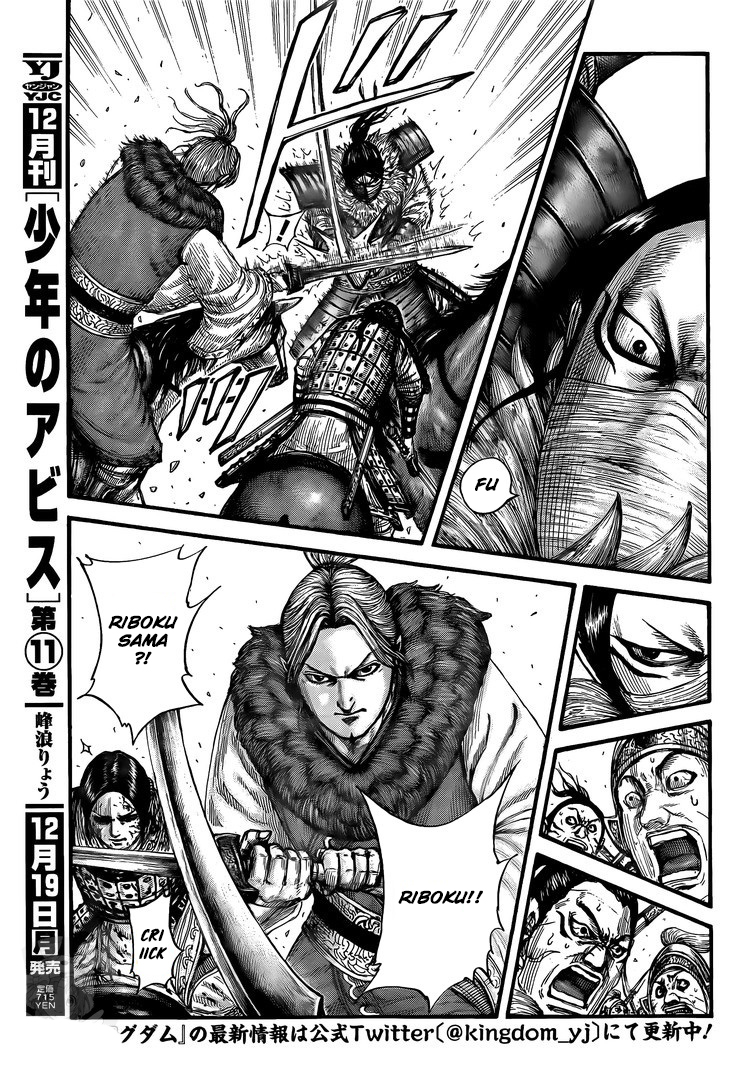 FU
!
RIBOKU
SAMA
?!
RIBOKU!!
CRI
IICK
YJ
ヤンジャン
YJC
12月刊
[少年のアビス]
第⑪巻
峰浪りょう
12月19日月
発売
定価
715
YEN
グダム』の最新情報は公式Twitter(@kingdom_yj)にて更新中!